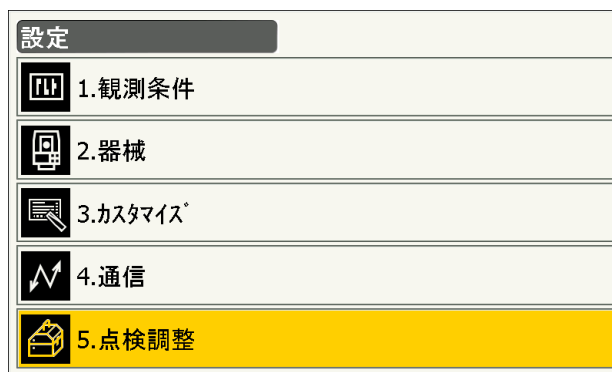 設定
1.観測条件
2.器械
3.ｶｽﾀﾏｲｽﾞ
4.通信
5.点検調整